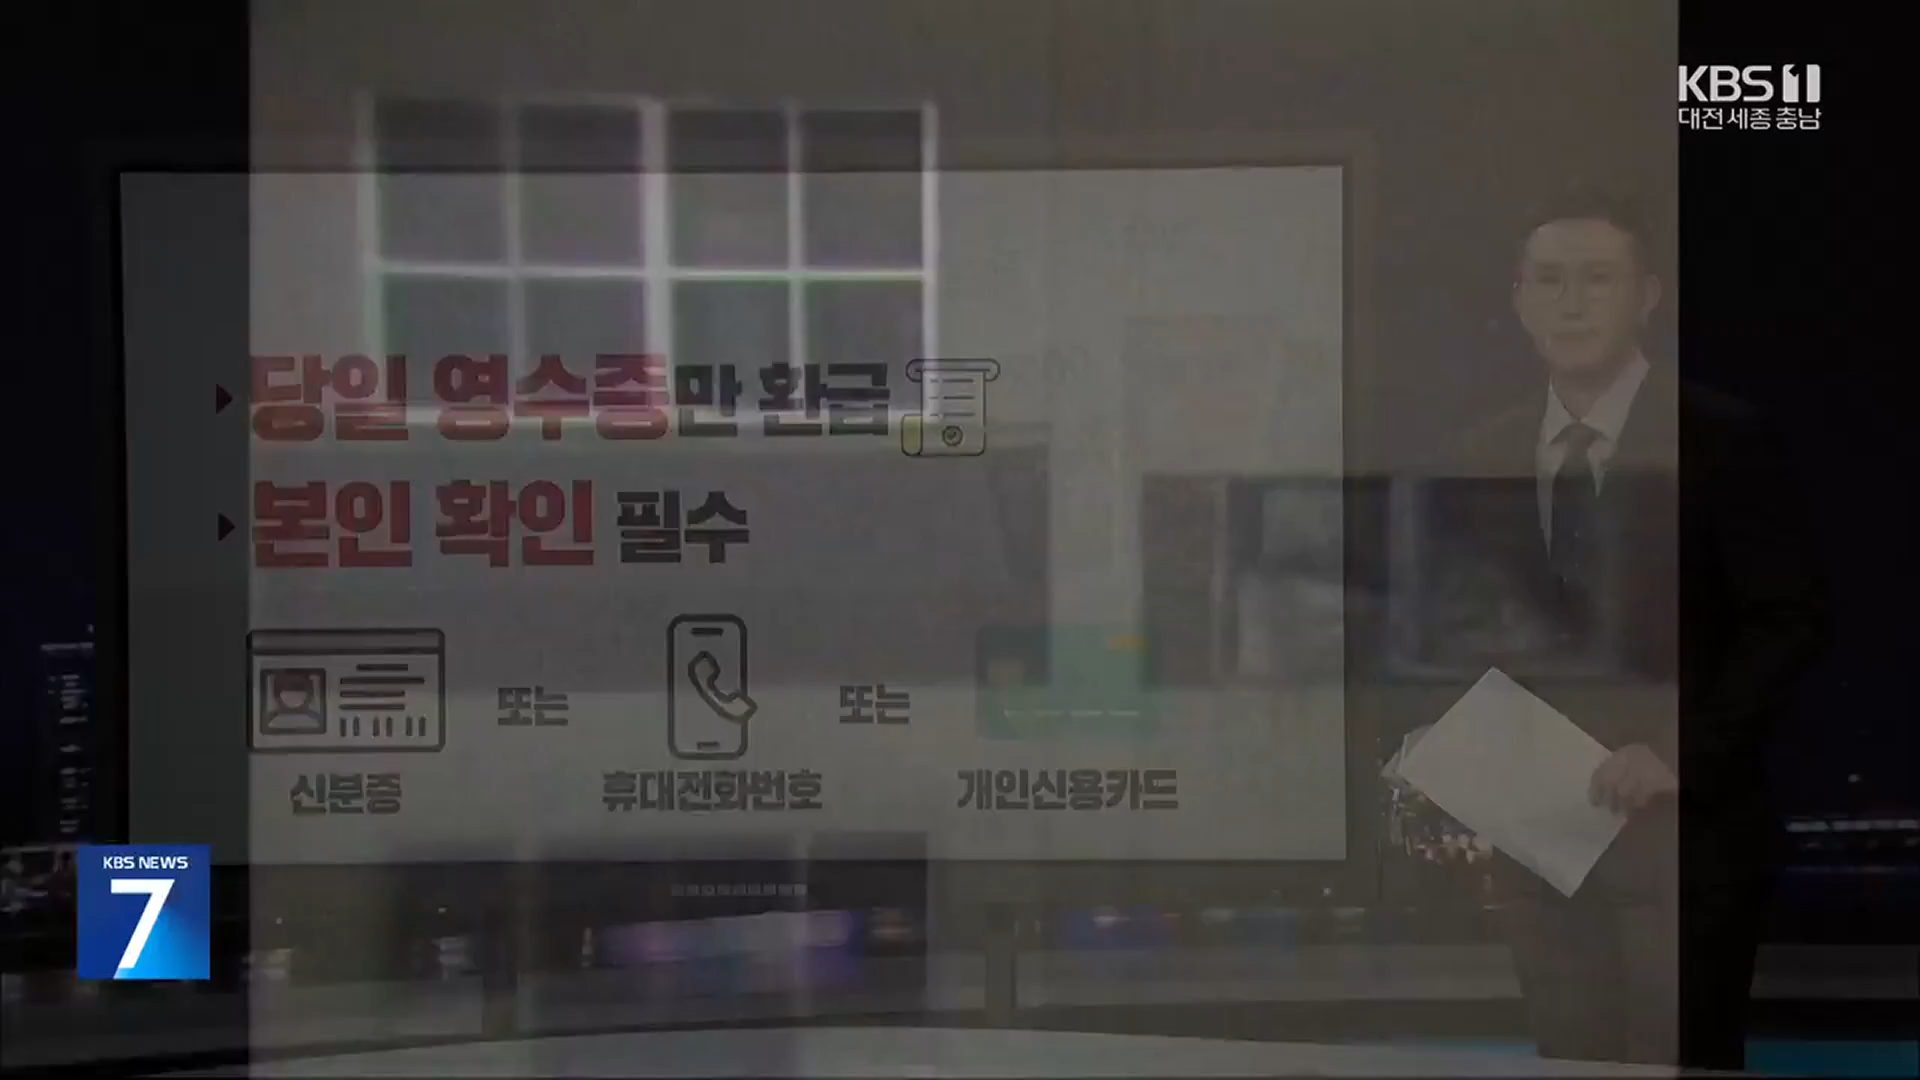 KBS 1
대전 세종 충남
당일 영수증만 환급
본인 확인 필수
또는
또는
신분증
휴대전화번호
개인신용카드
KBS NEWS
7